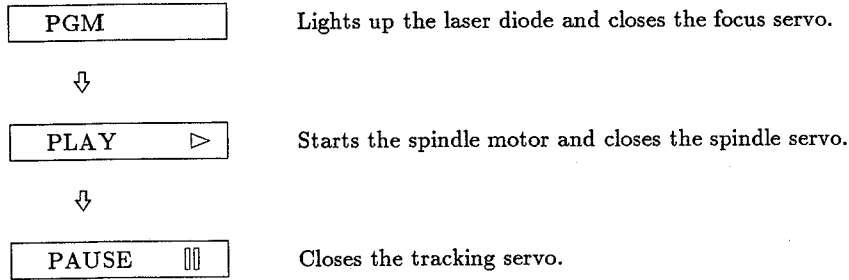 PGM Lights up the laser diode and closes the focus servo.
PLAY ▷ Starts the spindle motor and closes the spindle servo.
PAUSE Closes the tracking servo.